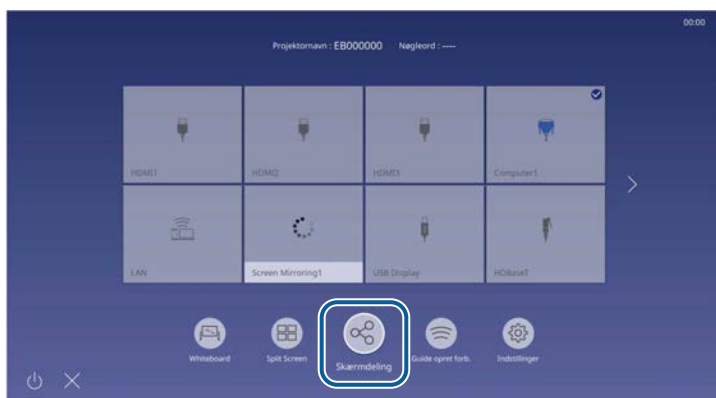 00:00
Projektornavn : EB000000 Nøgleord : ----
HDMI1 HDMI2 HDMI3 Computer1
LAN Screen Mirroring1 USB Display HDBaseT
Whiteboard Split Screen Skærmdeling Guide opret forb. Indstillinger